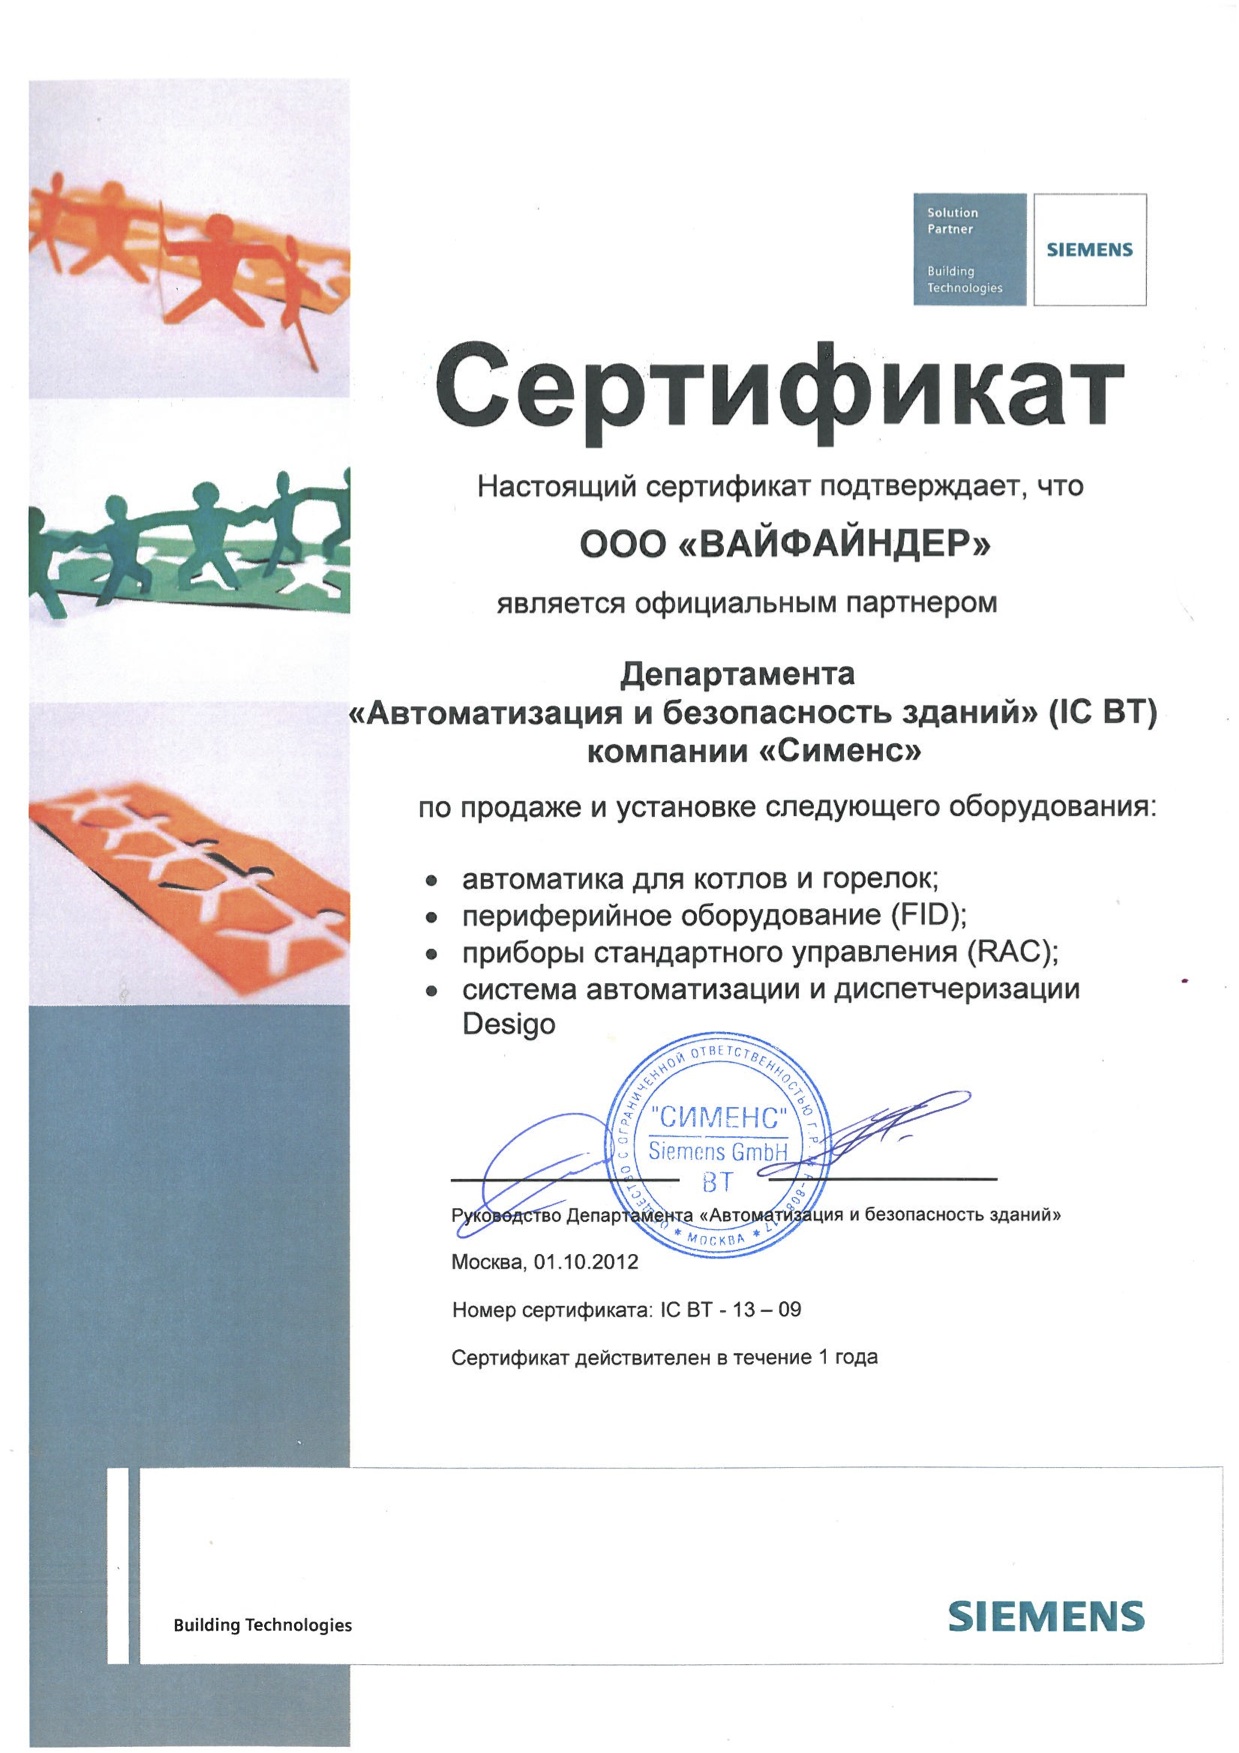 Solution
Partner
Building
Technologies
SIEMENS
Сертификат
Настоящий сертификат подтверждает, что
ООО «ВАЙФАЙНДЕР»
является официальным партнером
Департамента
«Автоматизация и безопасность зданий» (IC BT)
компании «Сименс»
по продаже и установке следующего оборудования:
• автоматика для котлов и горелок;
• периферийное оборудование (FID);
• приборы стандартного управления (RAC);
• система автоматизации и диспетчеризации
Desigo
ОБЩЕСТВО С ОГРАНИЧЕННОЙ ОТВЕТСТВЕННОСТЬЮ
"СИМЕНС"
Siemens GmbH
BT
* МОСКВА *
Руководство Департамента «Автоматизация и безопасность зданий»
Москва, 01.10.2012
Номер сертификата: IC BT - 13 – 09
Сертификат действителен в течение 1 года
Building Technologies
SIEMENS